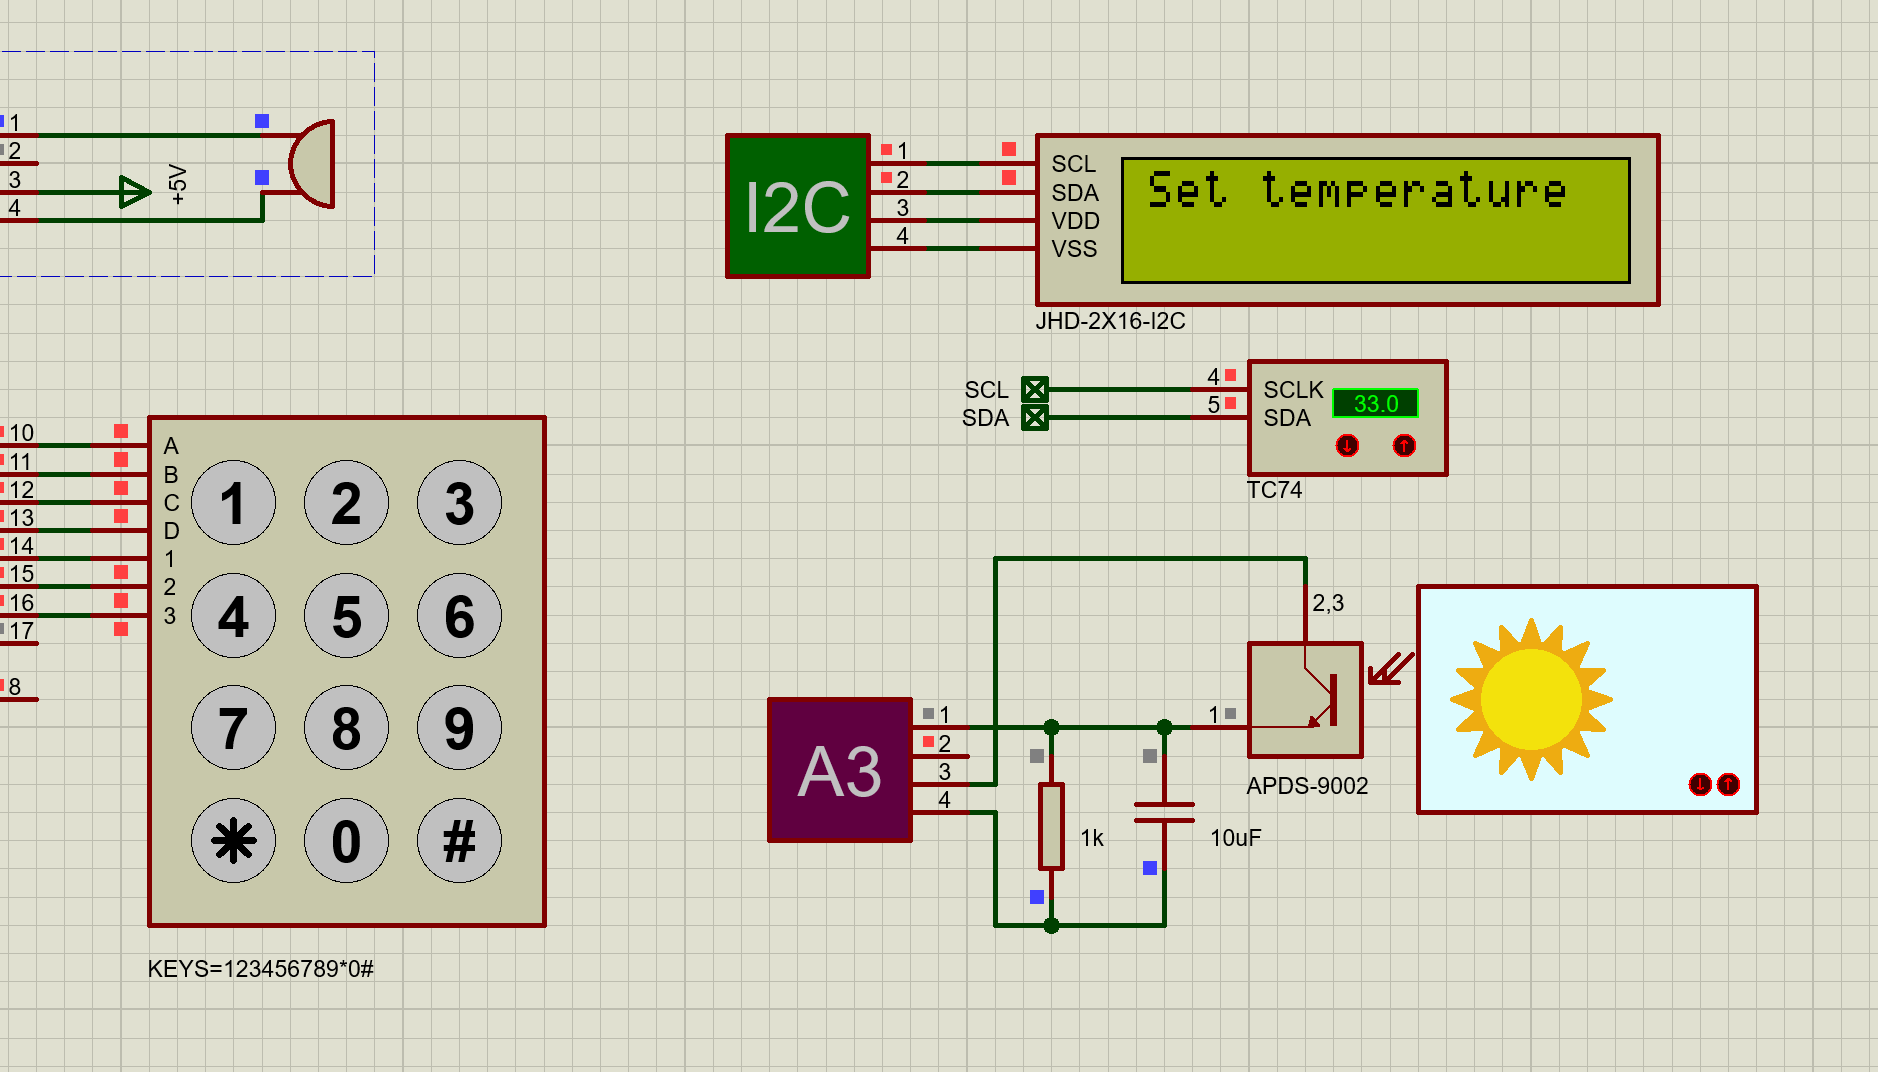 1
2
3
4
+5V
I2C
1
2
3
4
SCL
SDA
VDD
VSS
Set temperature
JHD-2X16-I2C
SCL
SDA
4
5
SCLK
SDA
33.0
TC74
10
11
12
13
14
15
16
17
8
A
B
C
D
1
2
3
1 2 3
4 5 6
7 8 9
* 0 #
KEYS=123456789*0#
2,3
A3
1
2
3
4
1
1k
10uF
APDS-9002